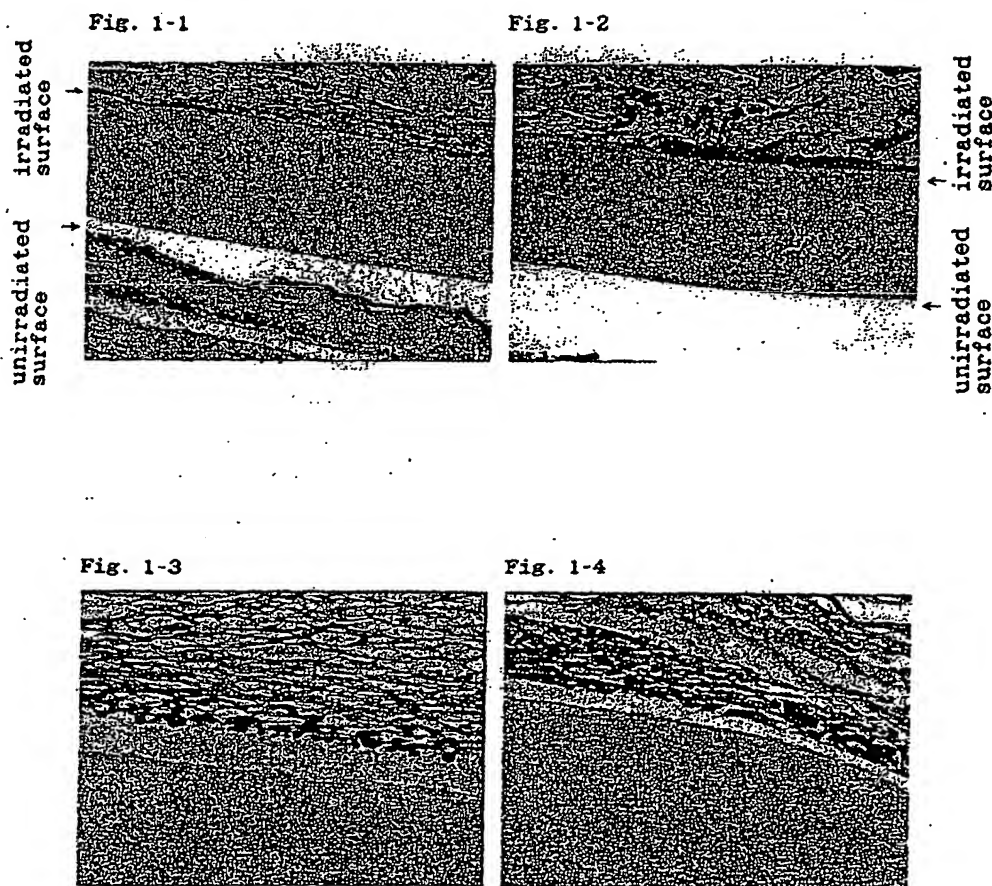 Fig. 1-1
Fig. 1-2
irradiated
surface
unirradiated
surface
irradiated
surface
unirradiated
surface
Fig. 1-3
Fig. 1-4